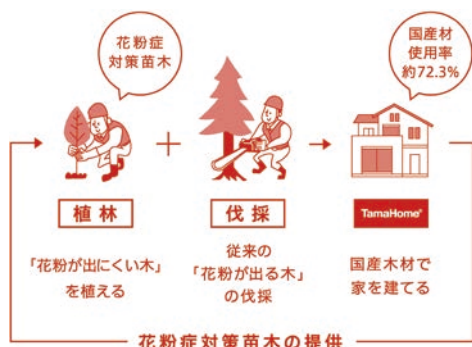 花粉症
対策苗木
国産材
使用率
約72.3%
植林
伐採
TamaHome®
「花粉が出にくい木」
を植える
従来の
「花粉が出る木」
の伐採
国産木材で
家を建てる
花粉症対策苗木の提供